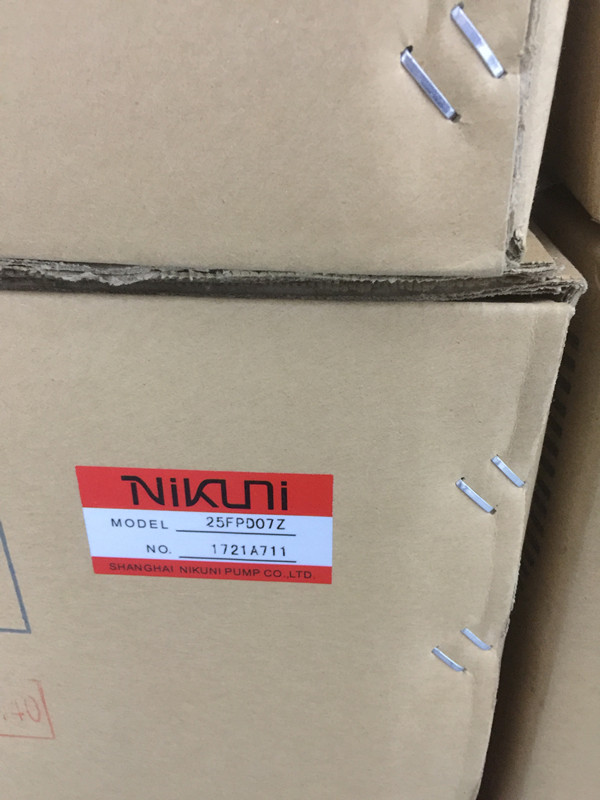 NiKUni
MODEL 25FPD07Z
NO. 1721A711
SHANGHAI NIKUNI PUMP CO.,LTD.